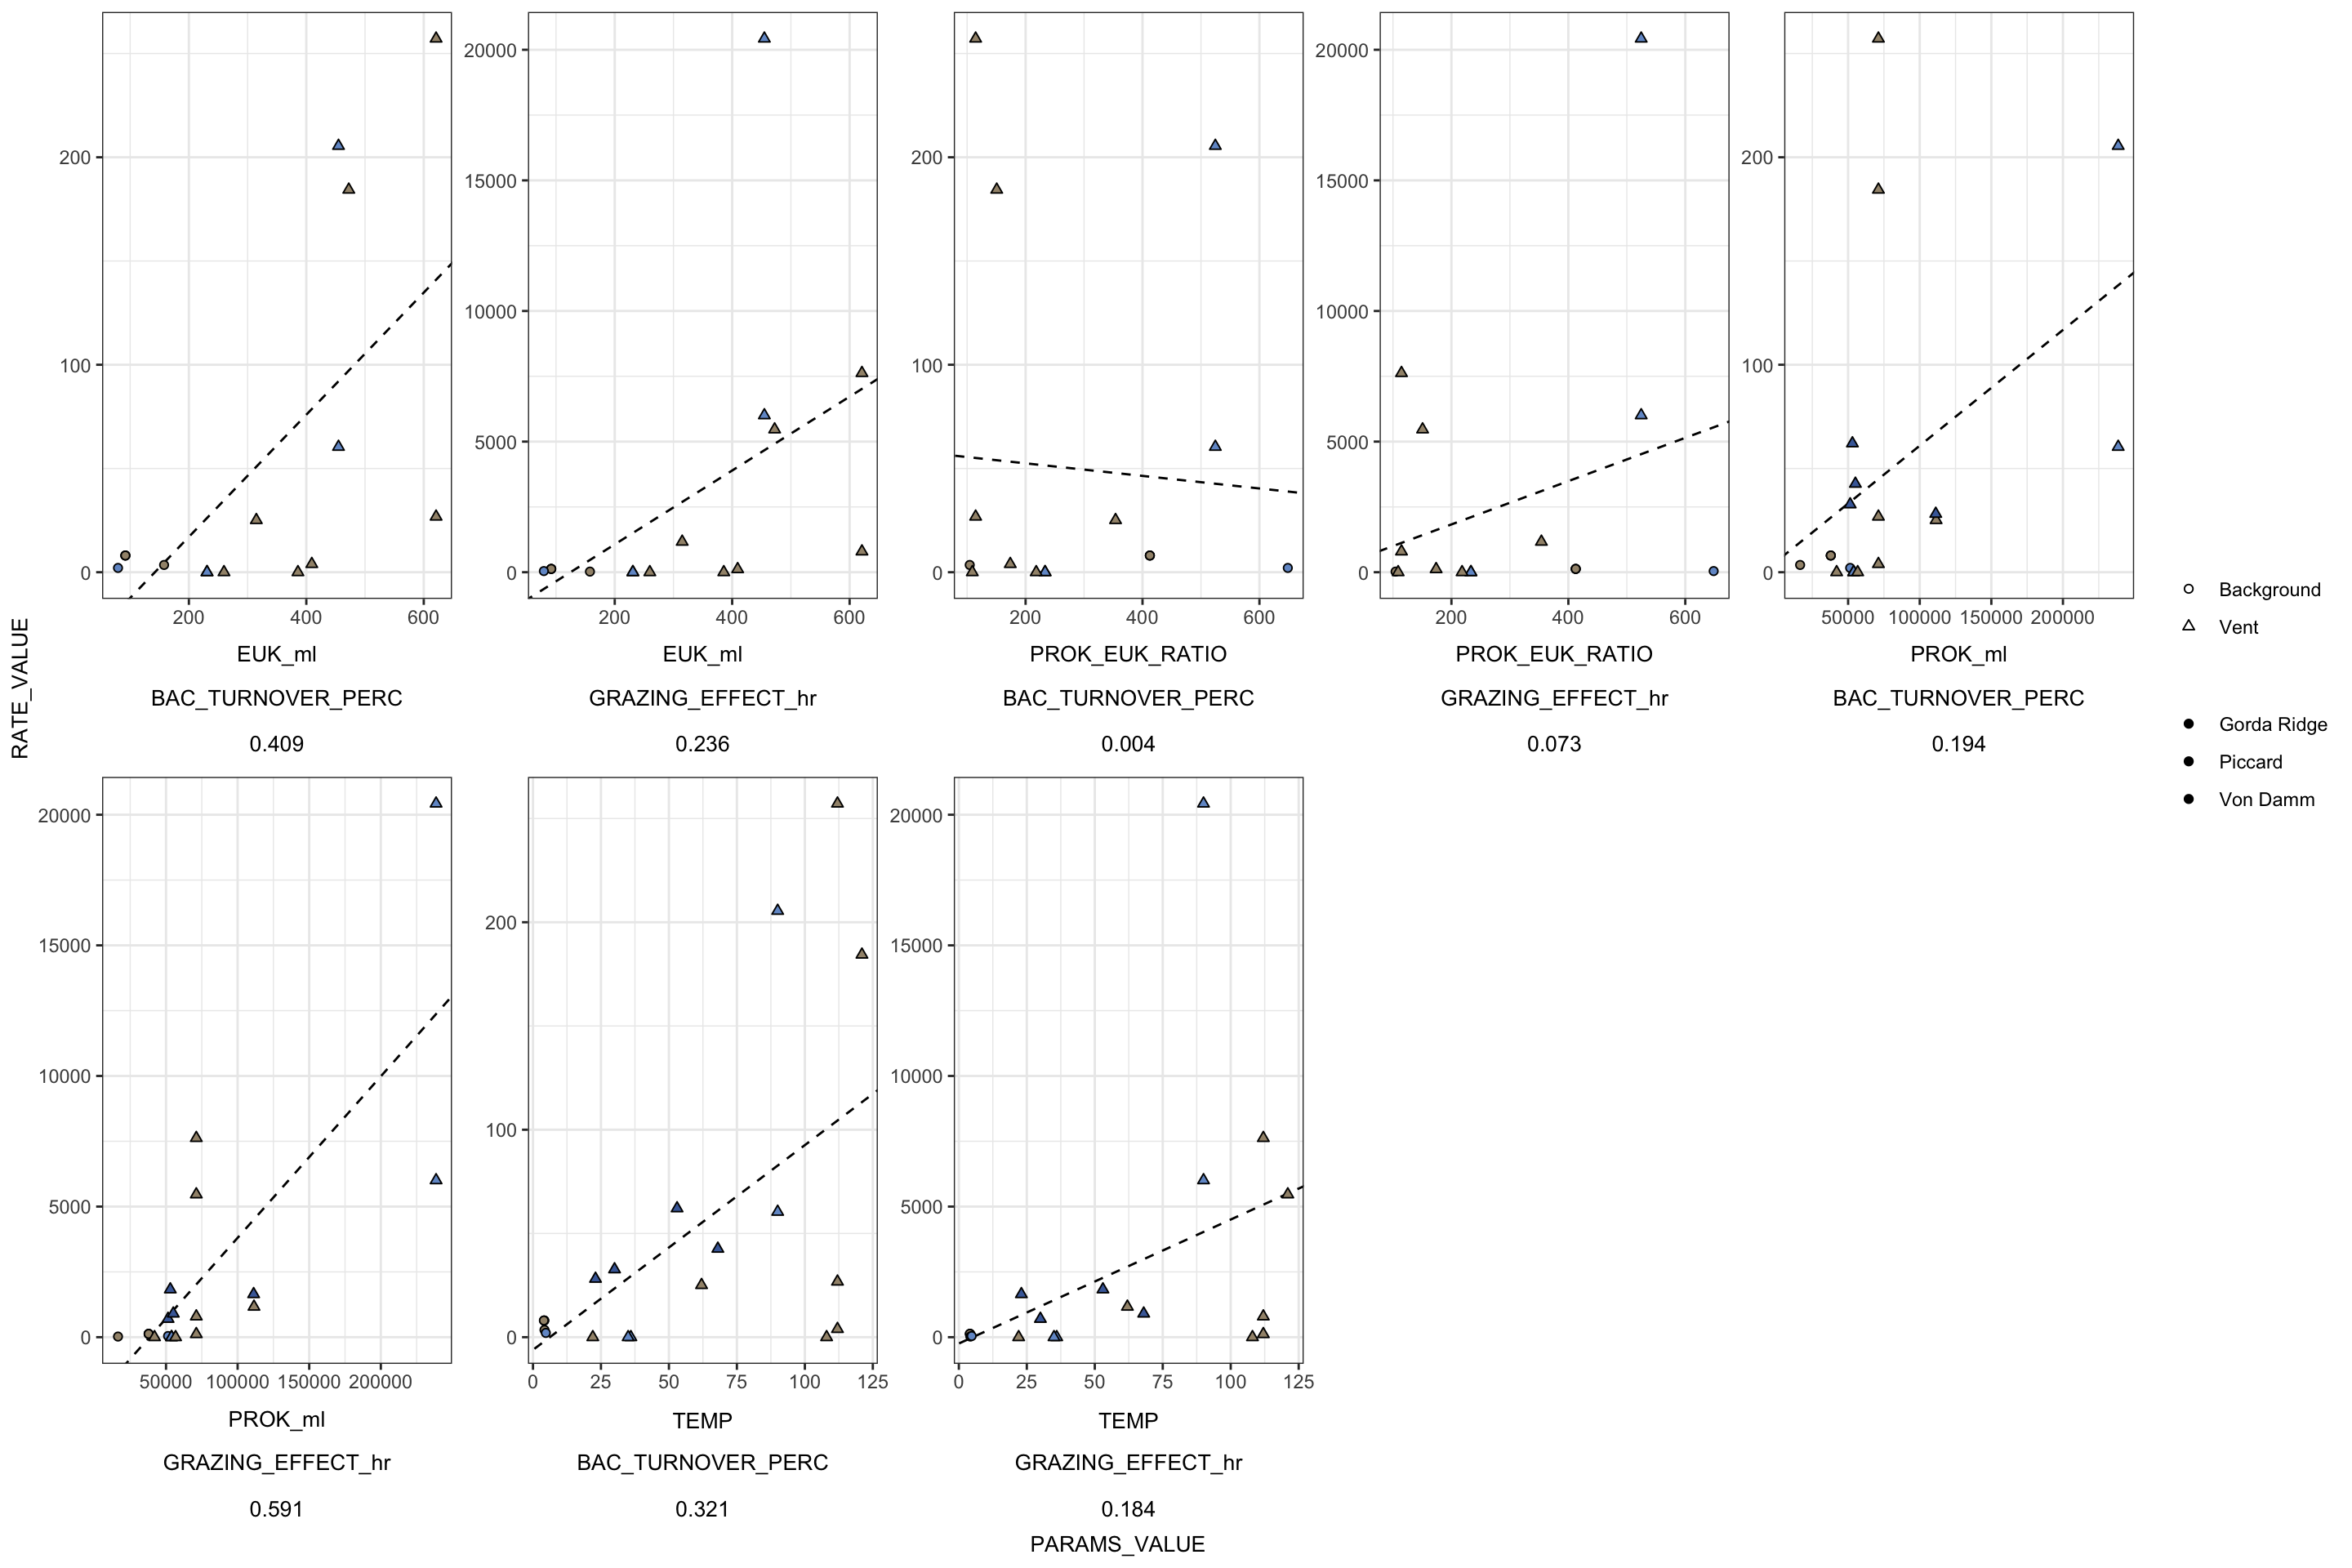 RATE_VALUE
0 100 200
200 400 600
EUK_ml
BAC_TURNOVER_PERC
0.409
0 5000 10000 15000 20000
200 400 600
EUK_ml
GRAZING_EFFECT_hr
0.236
0 100 200
200 400 600
PROK_EUK_RATIO
BAC_TURNOVER_PERC
0.004
0 5000 10000 15000 20000
200 400 600
PROK_EUK_RATIO
GRAZING_EFFECT_hr
0.073
0 100 200
50000 100000 150000 200000
PROK_ml
BAC_TURNOVER_PERC
0.194
0 5000 10000 15000 20000
50000 100000 150000 200000
PROK_ml
GRAZING_EFFECT_hr
0.591
0 100 200
0 25 50 75 100 125
TEMP
BAC_TURNOVER_PERC
0.321
0 5000 10000 15000 20000
0 25 50 75 100 125
TEMP
GRAZING_EFFECT_hr
0.184
PARAMS_VALUE
Background
Vent
Gorda Ridge
Piccard
Von Damm